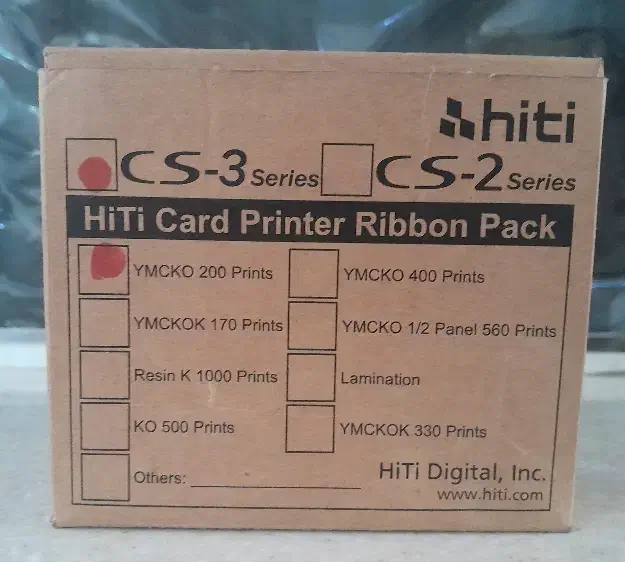 hiti
CS-3 Series CS-2 Series
HiTi Card Printer Ribbon Pack
YMCKO 200 Prints YMCKO 400 Prints
YMCKOK 170 Prints YMCKO 1/2 Panel 560 Prints
Resin K 1000 Prints Lamination
KO 500 Prints YMCKOK 330 Prints
Others: HiTi Digital, Inc.
www.hiti.com